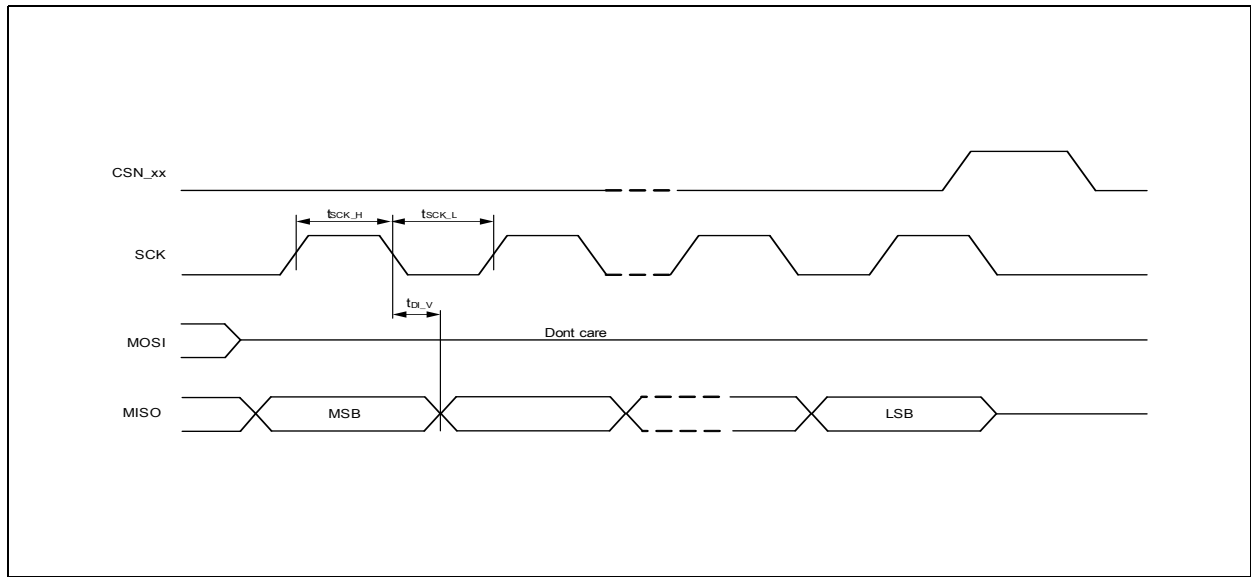 CSN_xx
tSCK_H
tSCK_L
SCK
tDI_V
Dont care
MOSI
MISO
MSB
LSB